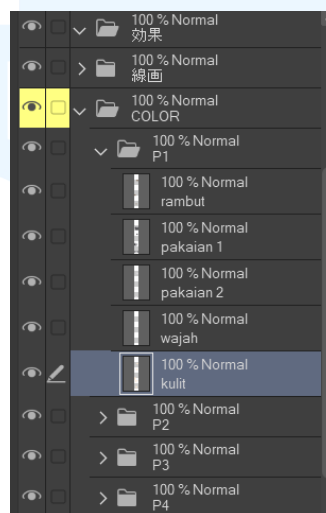 100 % Normal
効果
100 % Normal
線画
100 % Normal
COLOR
100 % Normal
P1
100 % Normal
rambut
100 % Normal
pakaian 1
100 % Normal
pakaian 2
100 % Normal
wajah
100 % Normal
kulit
100 % Normal
P2
100 % Normal
P3
100 % Normal
P4